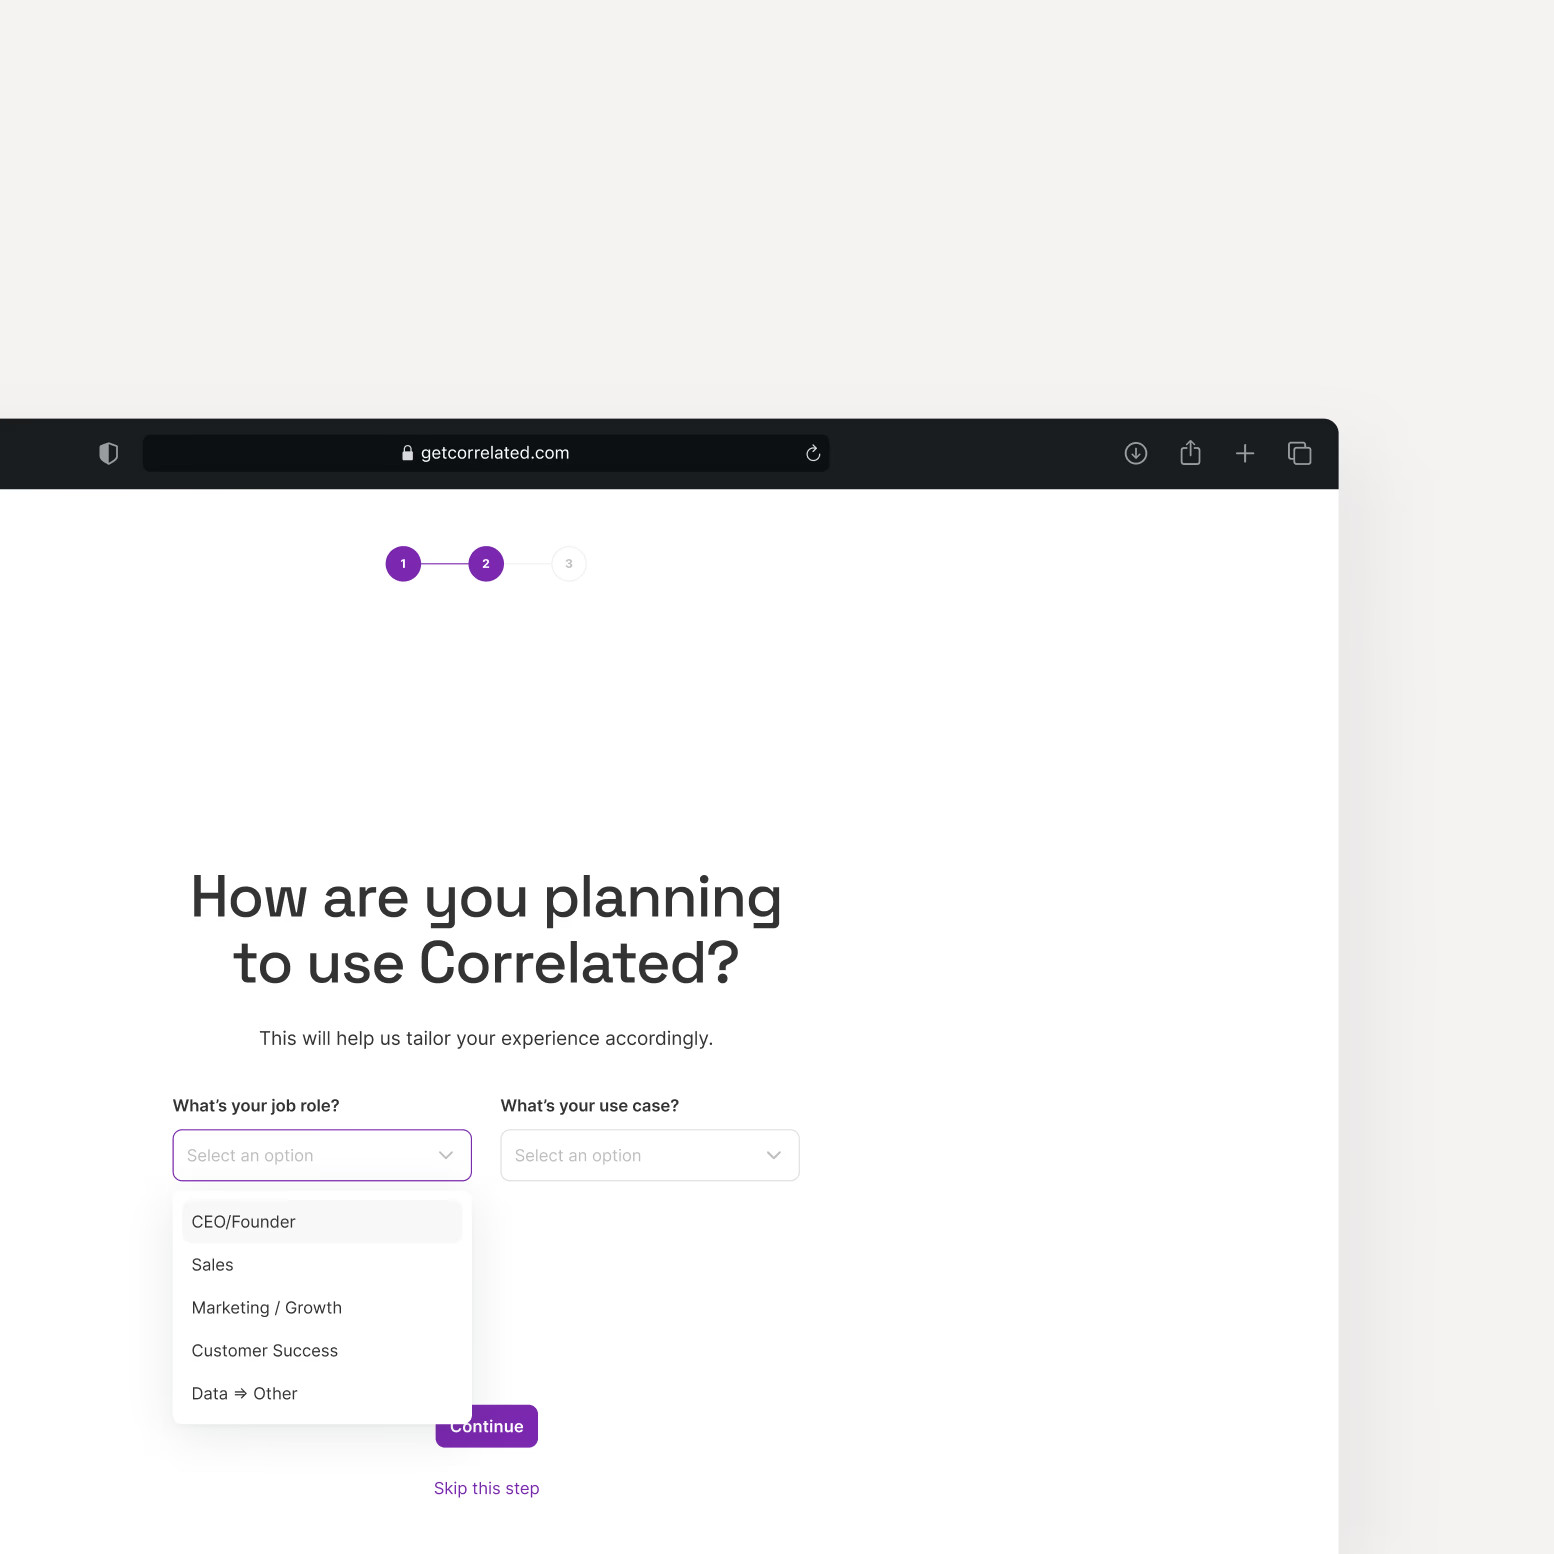 getcorrelated.com
1 2 3
How are you planning
to use Correlated?
This will help us tailor your experience accordingly.
What's your job role? What's your use case?
Select an option Select an option
CEO/Founder
Sales
Marketing / Growth
Customer Success
Data ⇒ Other
Continue
Skip this step